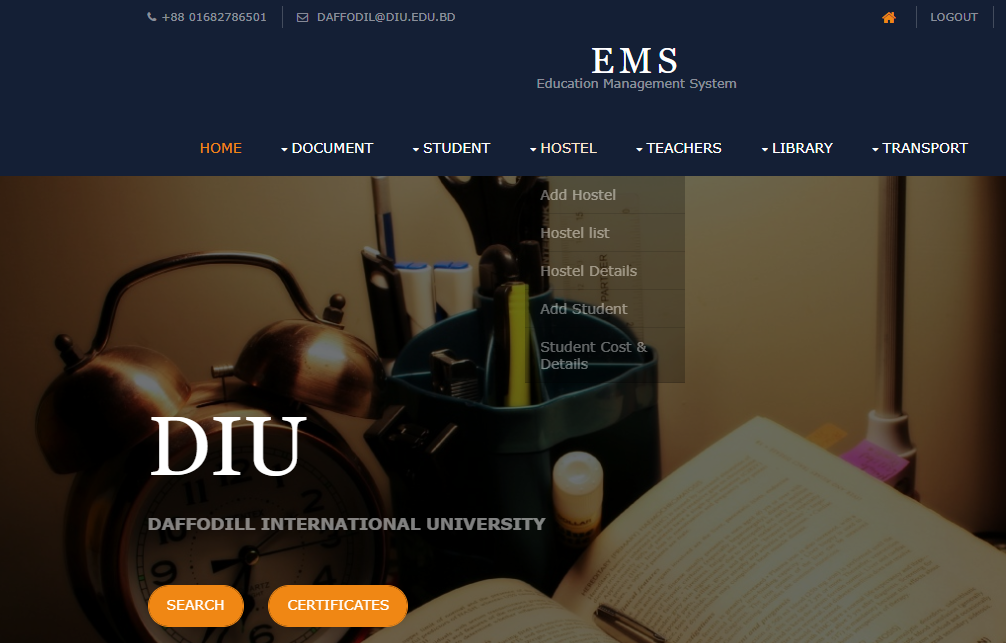 +88 01682786501
DAFFODIL@DIU.EDU.BD
LOGOUT
EMS
Education Management System
HOME
DOCUMENT
STUDENT
HOSTEL
TEACHERS
LIBRARY
TRANSPORT
Add Hostel
Hostel list
Hostel Details
Add Student
Student Cost &
Details
DIU
DAFFODILL INTERNATIONAL UNIVERSITY
SEARCH
CERTIFICATES